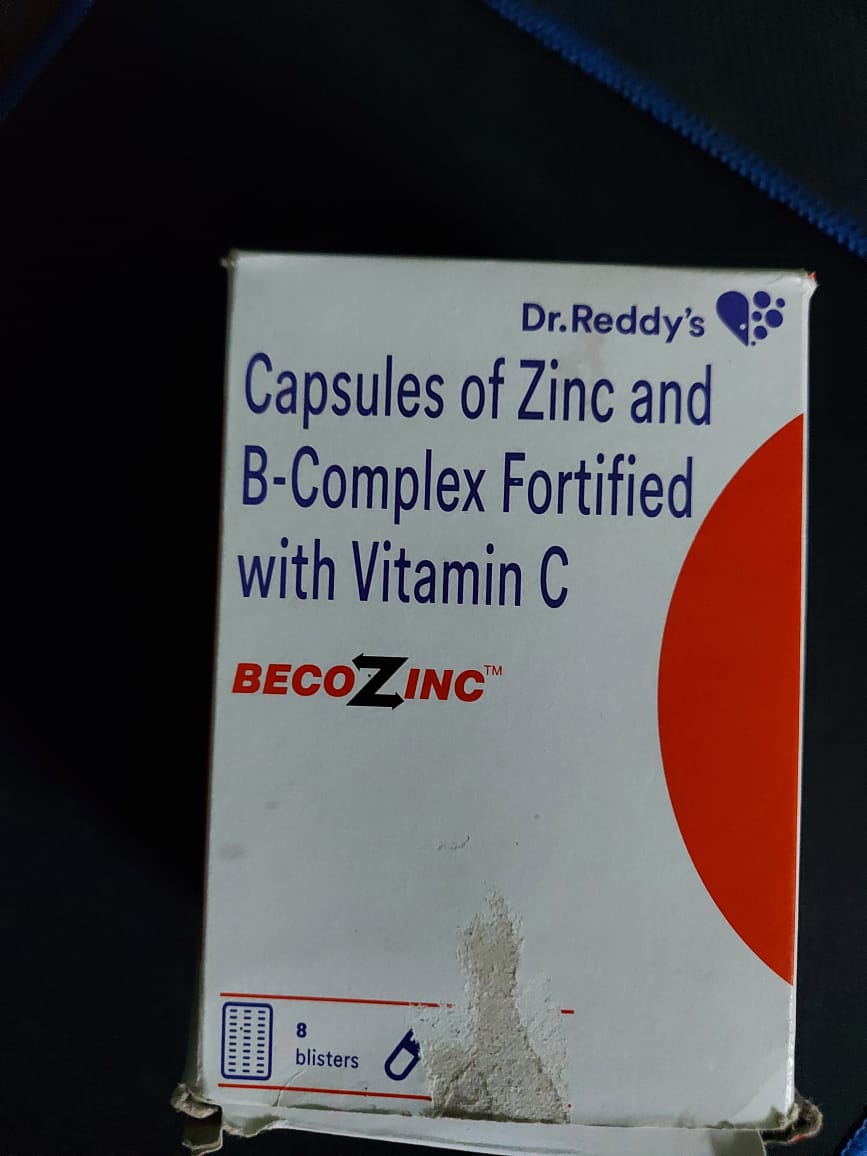 Dr.Reddy's
Capsules of Zinc and
B-Complex Fortified
with Vitamin C
BECOZINC™
8
blisters